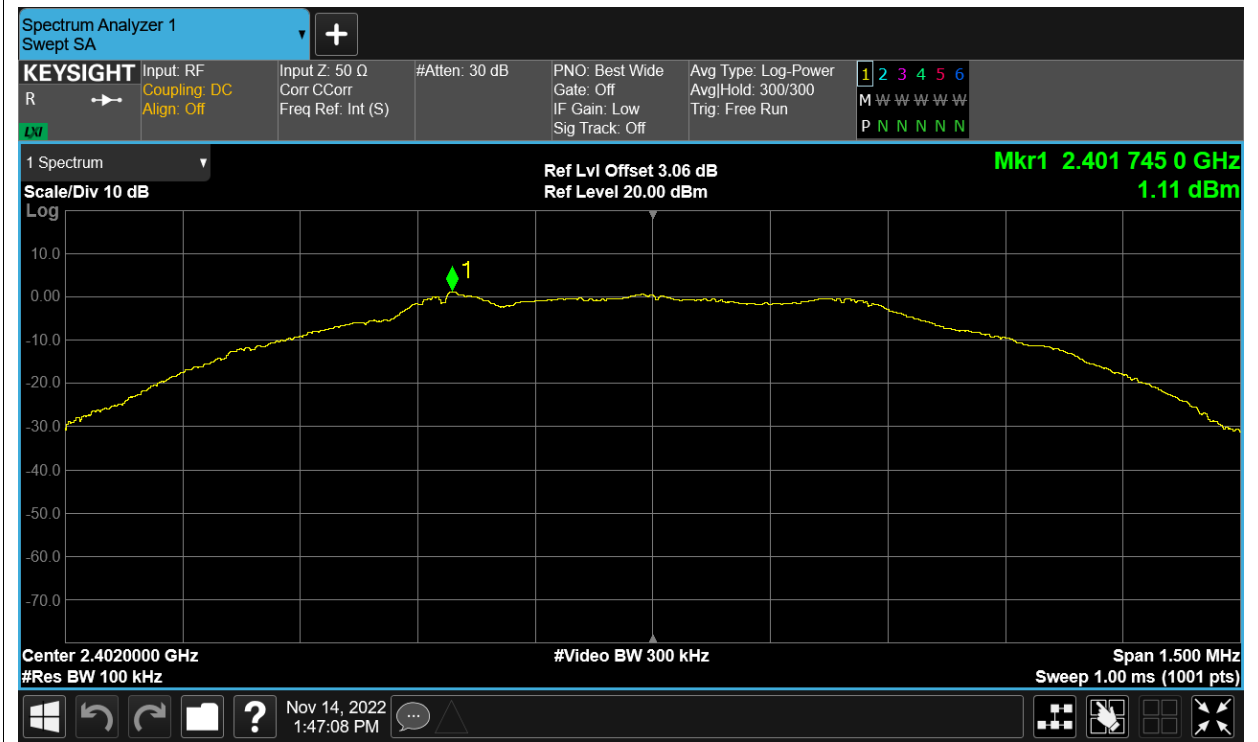 Spectrum Analyzer 1
Swept SA
+
KEYSIGHT
R
LXI
Input: RF
Coupling: DC
Align: Off
Input Z: 50 Ω
Corr CCorr
Freq Ref: Int (S)
#Atten: 30 dB
PNO: Best Wide
Gate: Off
IF Gain: Low
Sig Track: Off
Avg Type: Log-Power
Avg|Hold: 300/300
Trig: Free Run
1 2 3 4 5 6
M W W W W W
P N N N N N
1 Spectrum
Scale/Div 10 dB
Log
Ref Lvl Offset 3.06 dB
Ref Level 20.00 dBm
Mkr1 2.401 745 0 GHz
1.11 dBm
10.0
1
0.00
-10.0
-20.0
-30.0
-40.0
-50.0
-60.0
-70.0
Center 2.4020000 GHz
#Res BW 100 kHz
#Video BW 300 kHz
Span 1.500 MHz
Sweep 1.00 ms (1001 pts)
?
Nov 14, 2022
1:47:08 PM